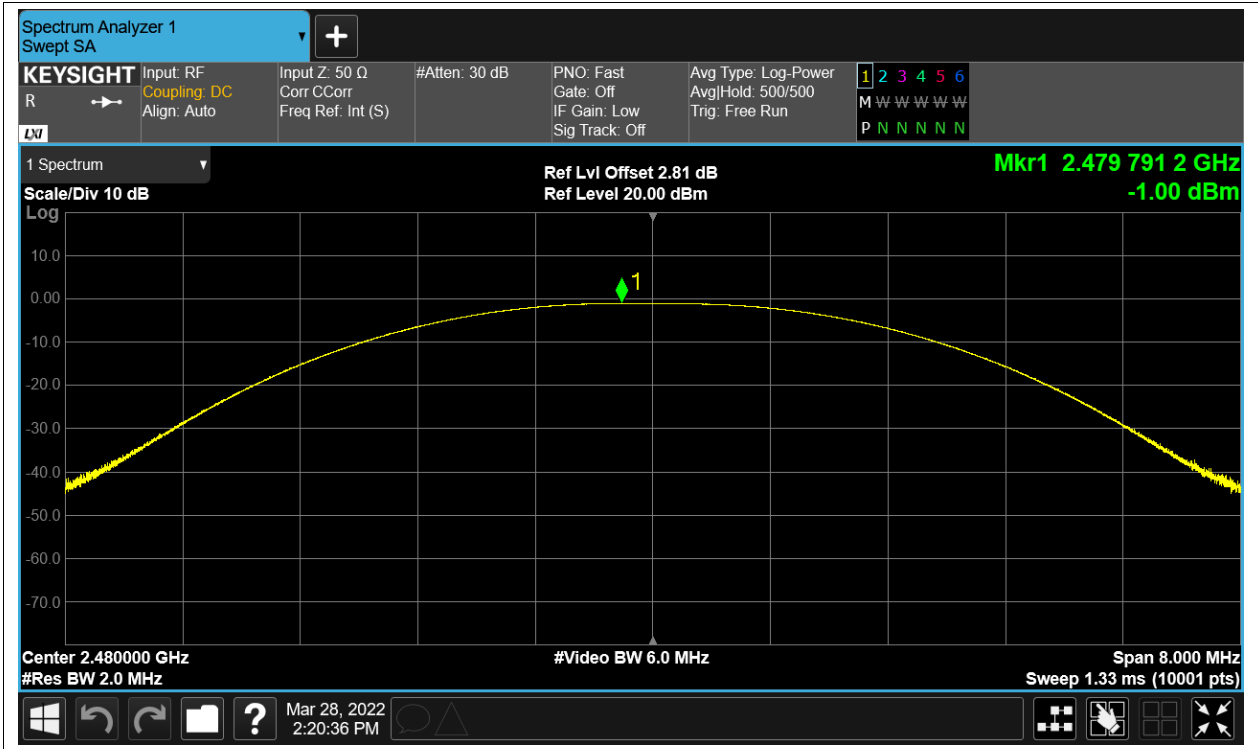 Spectrum Analyzer 1
Swept SA
KEYSIGHT
R
LXI
Input: RF
Coupling: DC
Align: Auto
Input Z: 50 Ω
Corr CCorr
Freq Ref: Int (S)
#Atten: 30 dB
PNO: Fast
Gate: Off
IF Gain: Low
Sig Track: Off
Avg Type: Log-Power
Avg|Hold: 500/500
Trig: Free Run
1 2 3 4 5 6
M W W W W W
P N N N N N
1 Spectrum
Scale/Div 10 dB
Ref Lvl Offset 2.81 dB
Ref Level 20.00 dBm
Mkr1 2.479 791 2 GHz
-1.00 dBm
Log
1
10.0
0.00
-10.0
-20.0
-30.0
-40.0
-50.0
-60.0
-70.0
Center 2.480000 GHz
#Video BW 6.0 MHz
Span 8.000 MHz
#Res BW 2.0 MHz
Sweep 1.33 ms (10001 pts)
?
Mar 28, 2022
2:20:36 PM